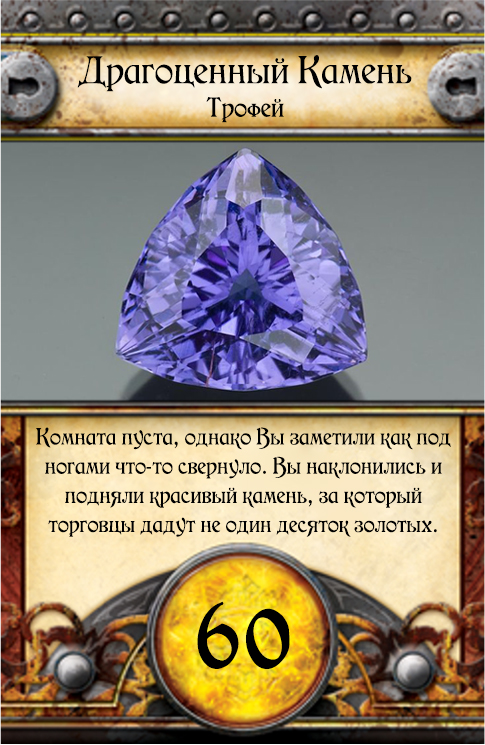 Драгоценный Камень
Трофей
Комната пуста, однако Вы заметили как под
ногами что-то свернуло. Вы наклонились и
подняли красивый камень, за который
торговцы дадут не один десяток золотых.
60